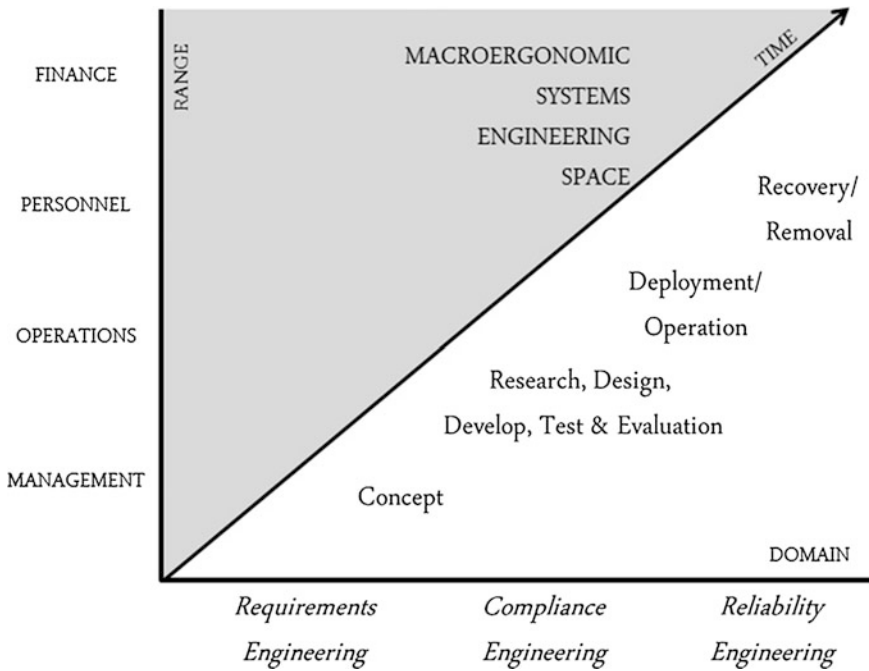 FINANCE
PERSONNEL
OPERATIONS
MANAGEMENT
RANGE
MACROERGONOMIC
SYSTEMS
ENGINEERING
SPACE
TIME
Recovery/
Removal
Deployment/
Operation
Research, Design,
Develop, Test & Evaluation
Concept
DOMAIN
Requirements
Engineering
Compliance
Engineering
Reliability
Engineering